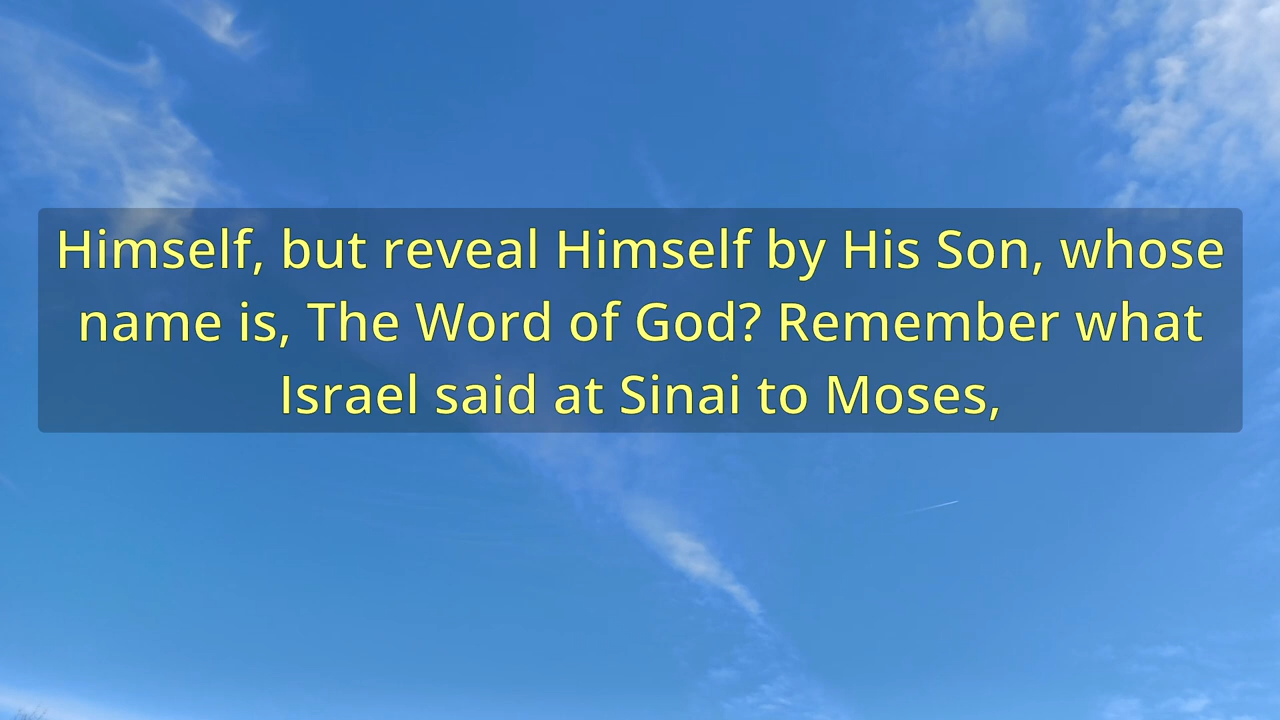 Himself, but reveal Himself by His Son, whose
name is, The Word of God? Remember what
Israel said at Sinai to Moses,